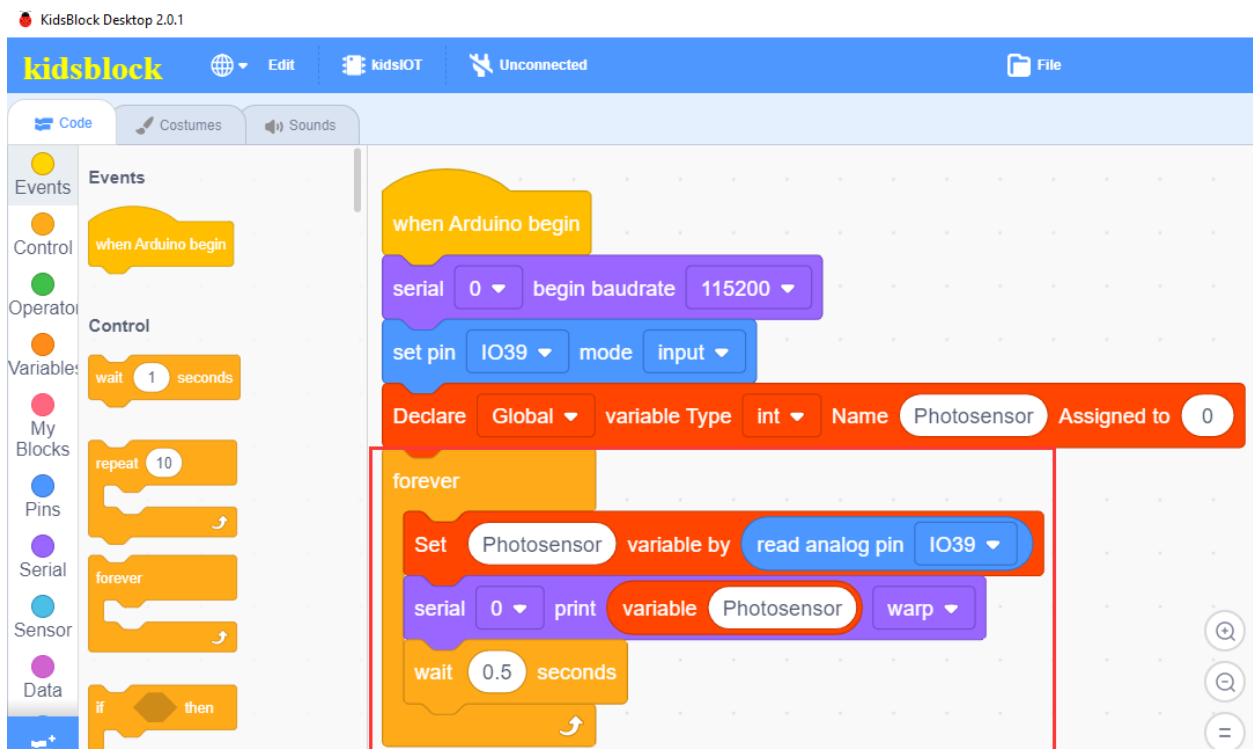 KidsBlock Desktop 2.0.1
kidsblock Edit kidsIOT Unconnected File
Code Costumes Sounds
Events
Control
Operator
Variables
My
Blocks
Pins
Serial
Sensor
Data
Events
when Arduino begin
Control
wait 1 seconds
repeat 10
forever
if then
when Arduino begin
serial 0 begin baudrate 115200
set pin IO39 mode input
Declare Global variable Type int Name Photosensor Assigned to 0
forever
Set Photosensor variable by read analog pin IO39
serial 0 print variable Photosensor warp
wait 0.5 seconds